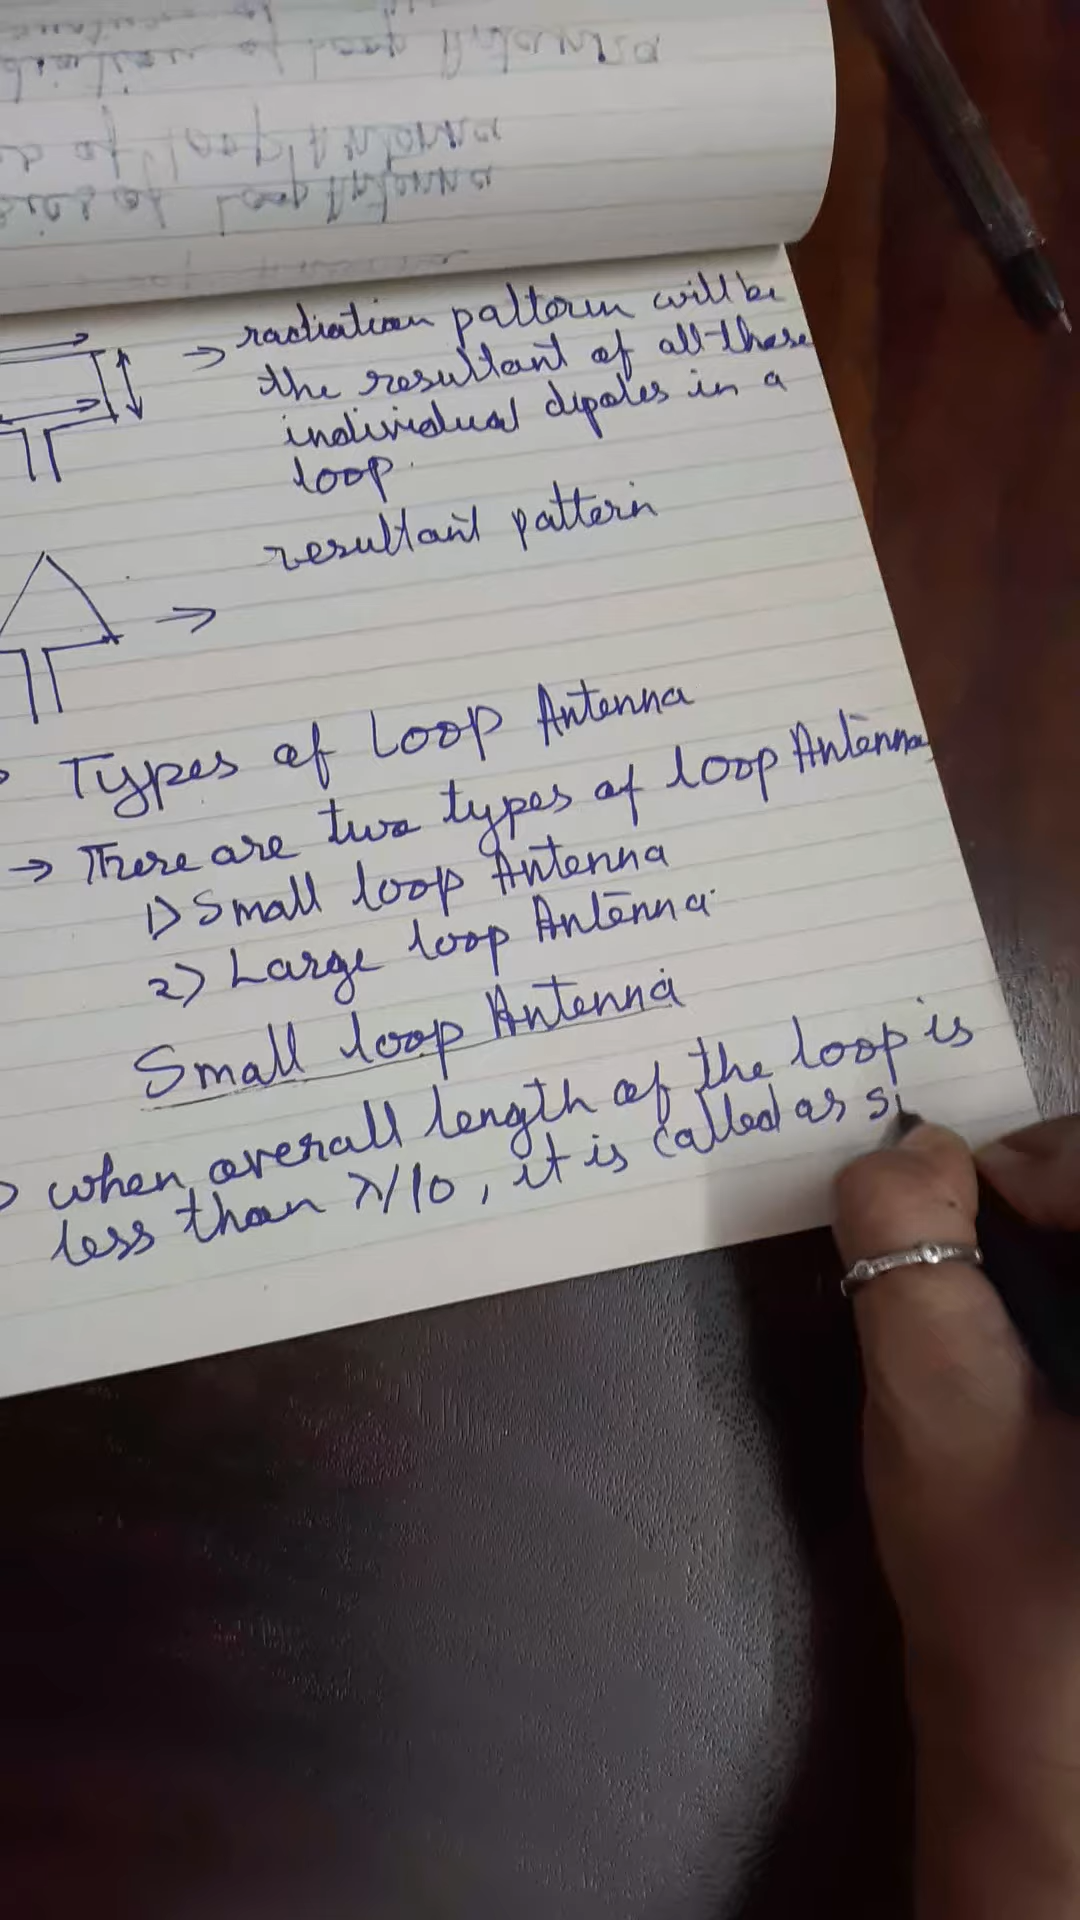 → radiation pattern will be
the resultant of all these
individual dipoles in a
loop.
resultant pattern
→
Types of Loop Antenna
→ There are two types of loop Antenna
1) Small loop Antenna
2) Large loop Antenna
Small loop Antenna
when overall length of the loop is
less than λ/10, it is called as s